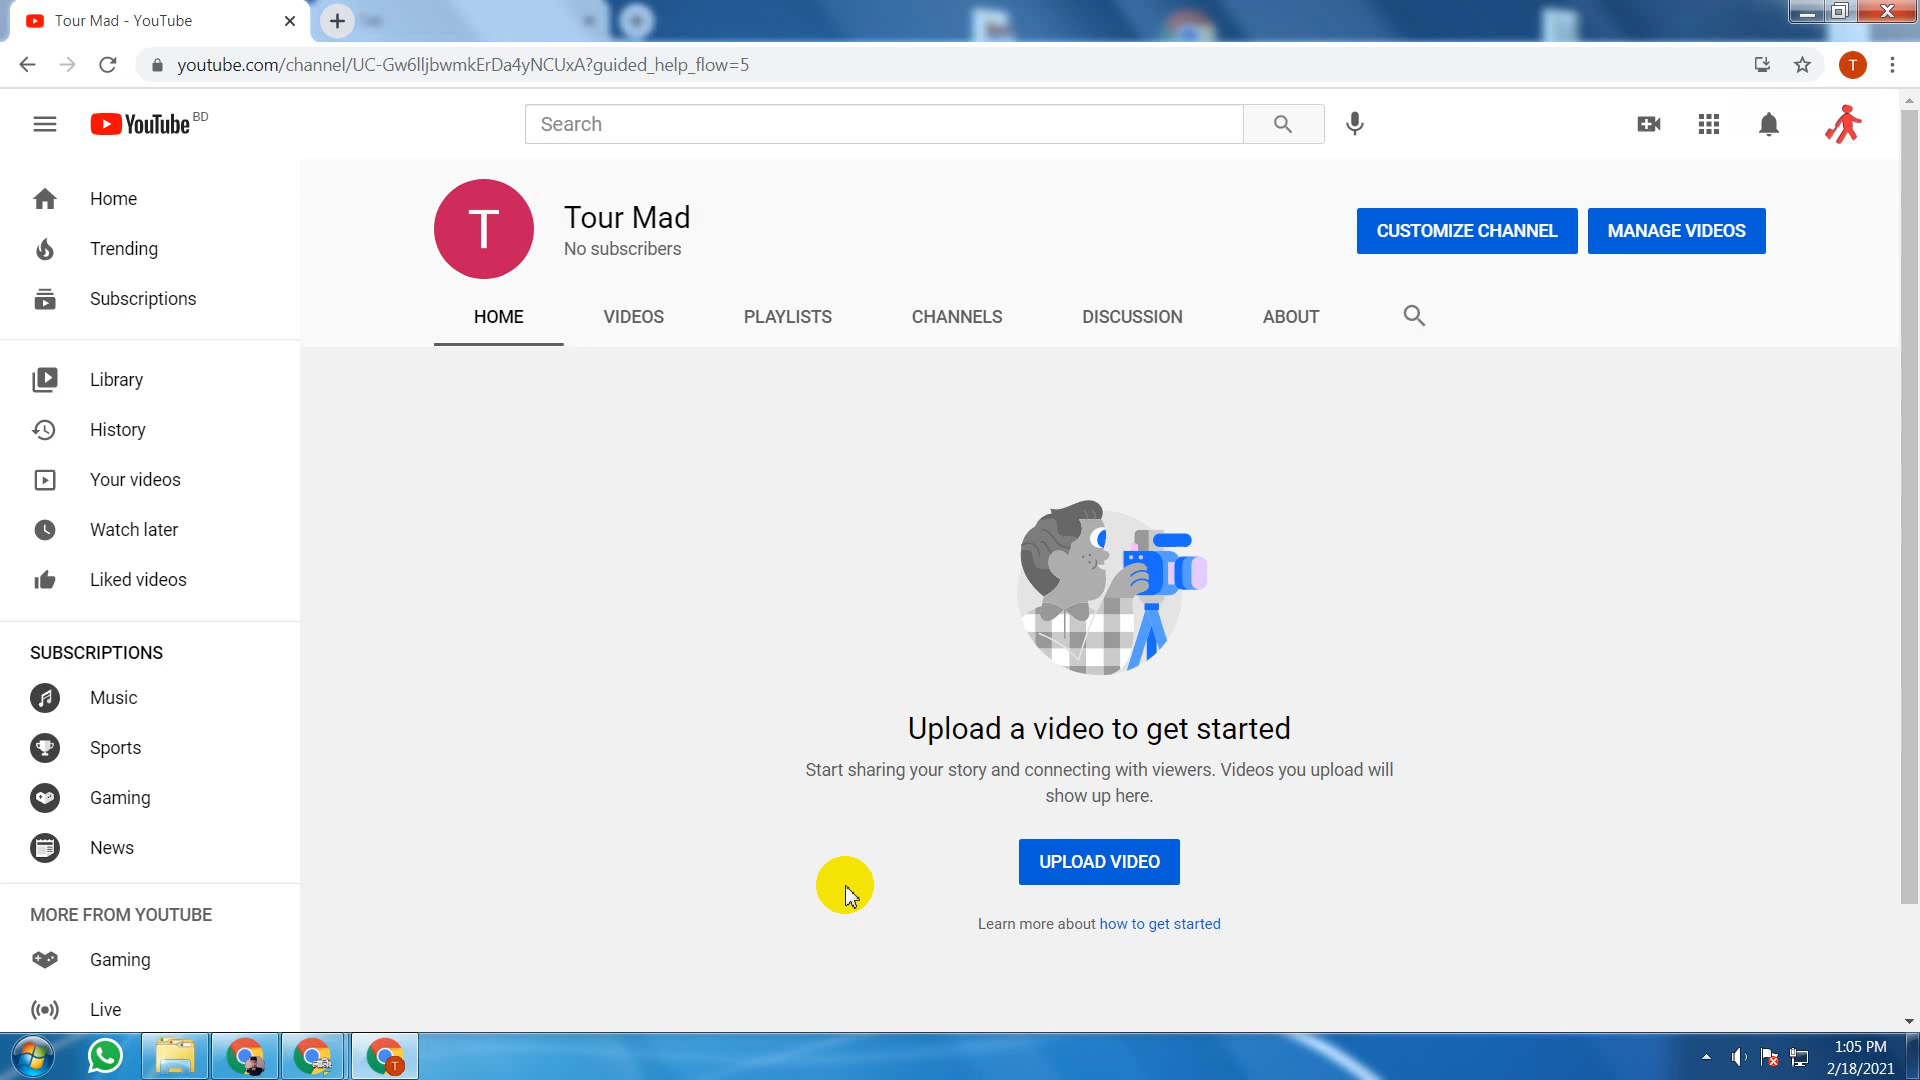 Tour Mad - YouTube
youtube.com/channel/UC-Gw6lljbwmkErDa4yNCUxA?guided_help_flow=5
T
YouTube BD
Search
Home
Trending
Subscriptions
Library
History
Your videos
Watch later
Liked videos
SUBSCRIPTIONS
Music
Sports
Gaming
News
MORE FROM YOUTUBE
Gaming
Live
T
Tour Mad
No subscribers
CUSTOMIZE CHANNEL
MANAGE VIDEOS
HOME VIDEOS PLAYLISTS CHANNELS DISCUSSION ABOUT
Upload a video to get started
Start sharing your story and connecting with viewers. Videos you upload will
show up here.
UPLOAD VIDEO
Learn more about how to get started
T
1:05 PM
2/18/2021